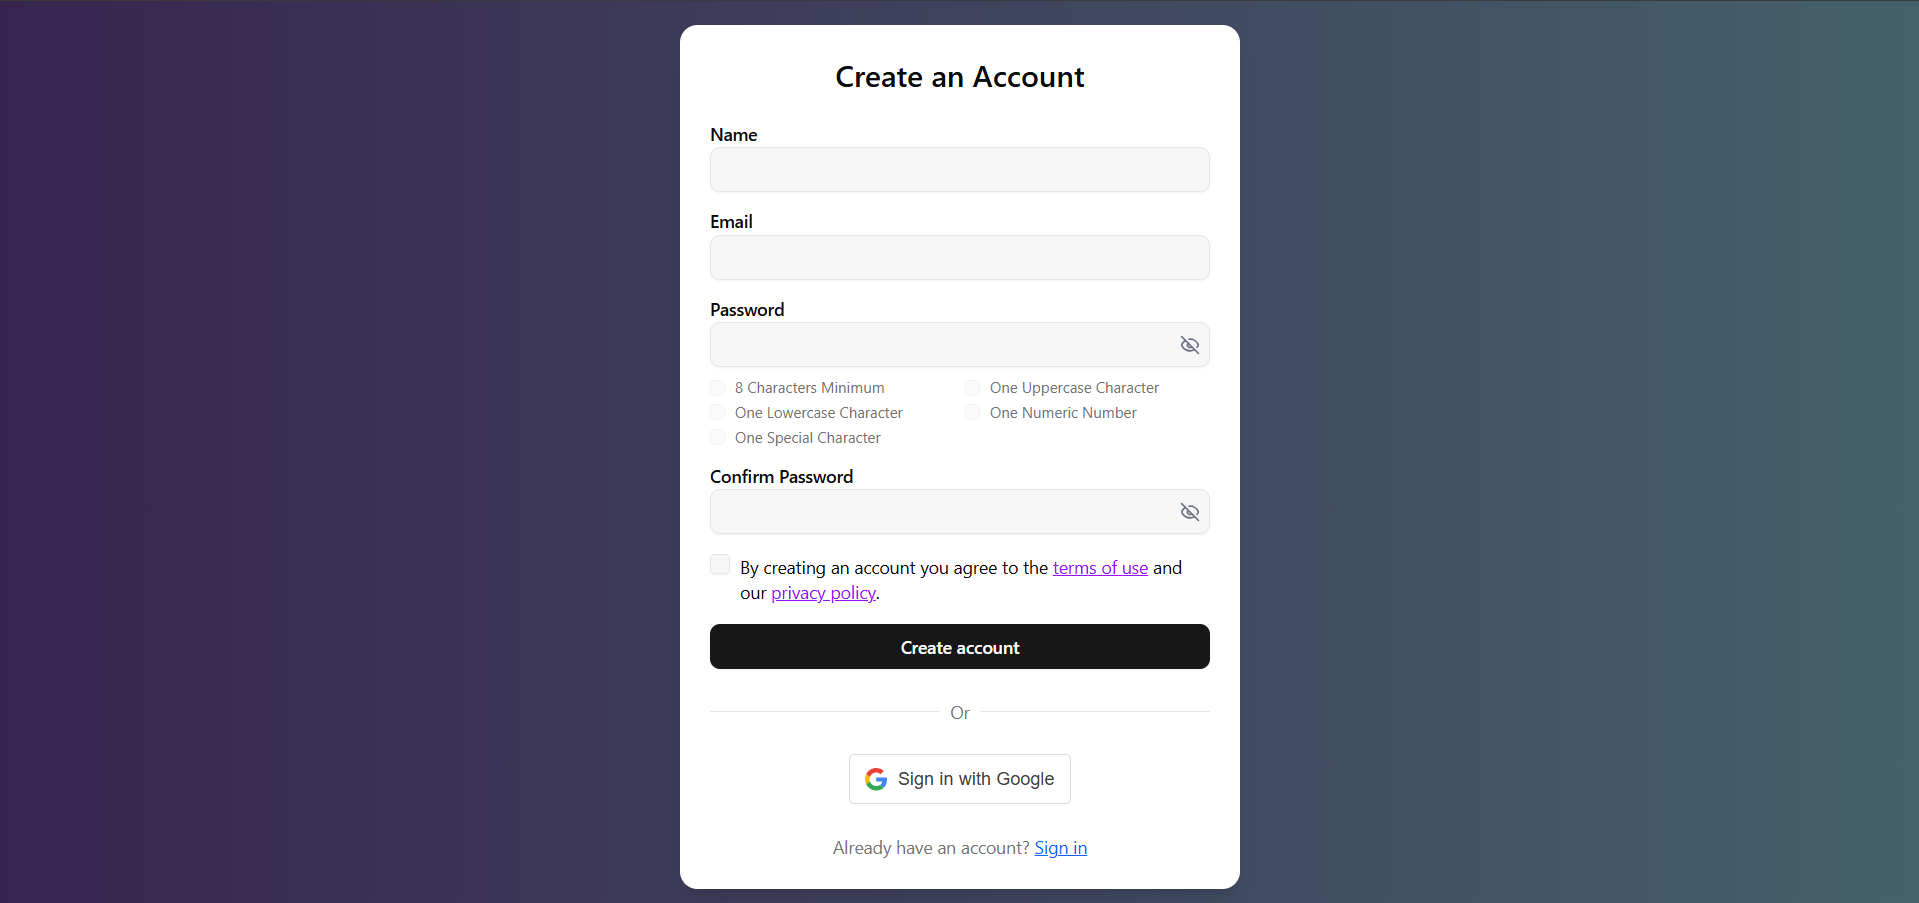 Create an Account
Name
Email
Password
8 Characters Minimum
One Uppercase Character
One Lowercase Character
One Numeric Number
One Special Character
Confirm Password
By creating an account you agree to the terms of use and
our privacy policy.
Create account
Or
Sign in with Google
Already have an account? Sign in